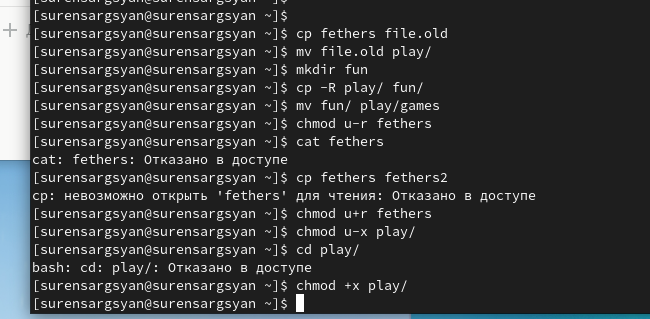 [surensargsyan@surensargsyan ~]$
[surensargsyan@surensargsyan ~]$ cp fethers file.old
[surensargsyan@surensargsyan ~]$ mv file.old play/
[surensargsyan@surensargsyan ~]$ mkdir fun
[surensargsyan@surensargsyan ~]$ cp -R play/ fun/
[surensargsyan@surensargsyan ~]$ mv fun/ play/games
[surensargsyan@surensargsyan ~]$ chmod u-r fethers
[surensargsyan@surensargsyan ~]$ cat fethers
cat: fethers: Отказано в доступе
[surensargsyan@surensargsyan ~]$ cp fethers fethers2
cp: невозможно открыть 'fethers' для чтения: Отказано в доступе
[surensargsyan@surensargsyan ~]$ chmod u+r fethers
[surensargsyan@surensargsyan ~]$ chmod u-x play/
[surensargsyan@surensargsyan ~]$ cd play/
bash: cd: play/: Отказано в доступе
[surensargsyan@surensargsyan ~]$ chmod +x play/
[surensargsyan@surensargsyan ~]$